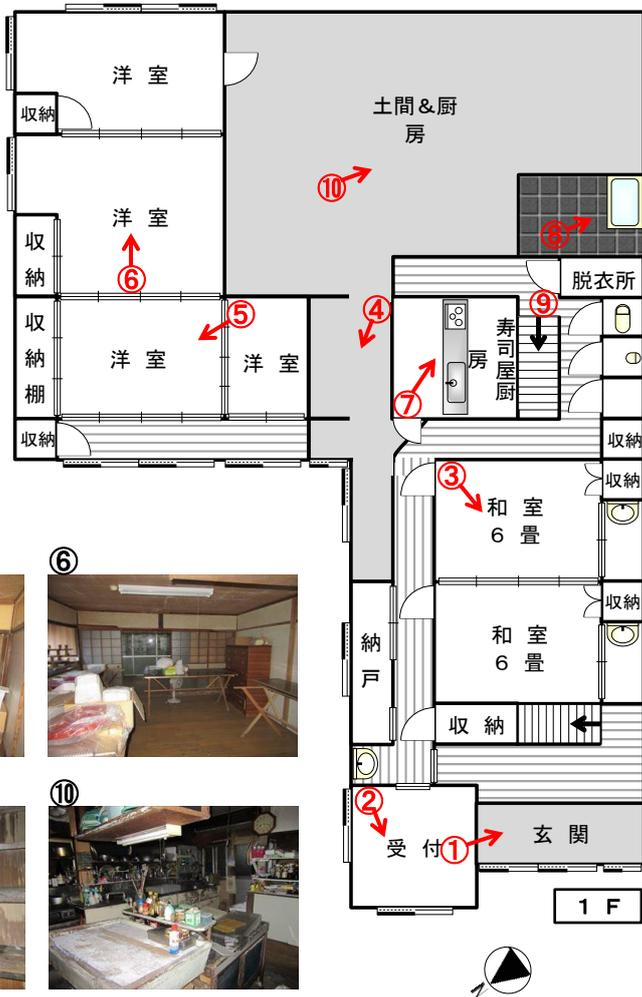 洋 室
収納
土間&厨
房
洋 室
⑩
⑧
収
納
⑥
脱衣所
収
納
棚
洋 室
⑤
洋 室
④
⑨
寿
司
屋
厨
房
⑦
収納
③
和 室
6 畳
収納
収納
和 室
6 畳
収納
納
戸
収 納
②
受 付
①
玄 関
1 F
N
⑥
⑩